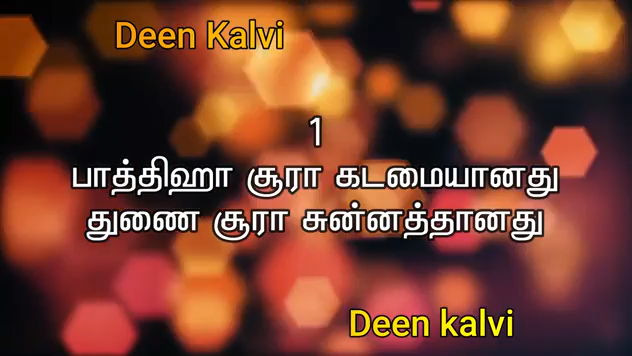 Deen Kalvi
1
பாத்திஹா சூரா கடமையானது
துணை சூரா சுன்னத்தானது
Deen kalvi